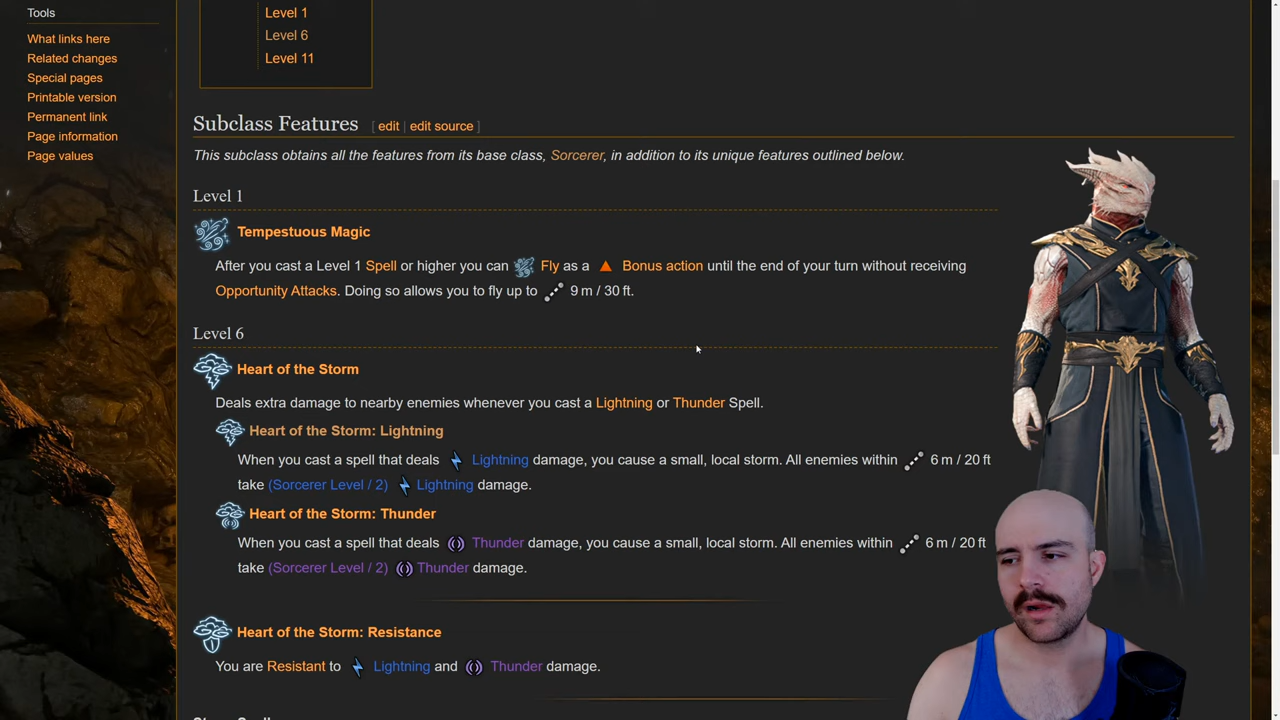 Tools
What links here
Related changes
Special pages
Printable version
Permanent link
Page information
Page values
Level 1
Level 6
Level 11
Subclass Features [ edit | edit source ]
This subclass obtains all the features from its base class, Sorcerer, in addition to its unique features outlined below.
Level 1
Tempestuous Magic
After you cast a Level 1 Spell or higher you can Fly as a Bonus action until the end of your turn without receiving
Opportunity Attacks. Doing so allows you to fly up to 9 m / 30 ft.
Level 6
Heart of the Storm
Deals extra damage to nearby enemies whenever you cast a Lightning or Thunder Spell.
Heart of the Storm: Lightning
When you cast a spell that deals Lightning damage, you cause a small, local storm. All enemies within 6 m / 20 ft
take (Sorcerer Level / 2) Lightning damage.
Heart of the Storm: Thunder
When you cast a spell that deals Thunder damage, you cause a small, local storm. All enemies within 6 m / 20 ft
take (Sorcerer Level / 2) Thunder damage.
Heart of the Storm: Resistance
You are Resistant to Lightning and Thunder damage.